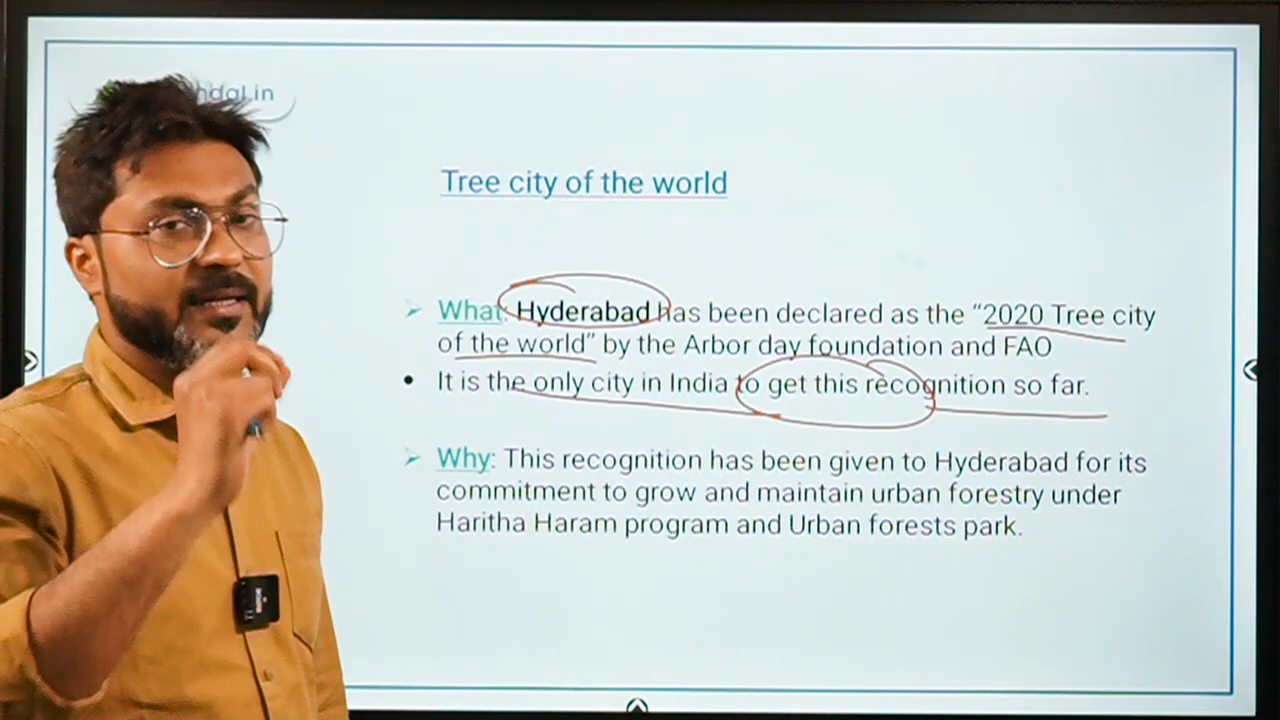 Tree city of the world
What: Hyderabad has been declared as the “2020 Tree city
of the world” by the Arbor day foundation and FAO
It is the only city in India to get this recognition so far.
Why: This recognition has been given to Hyderabad for its
commitment to grow and maintain urban forestry under
Haritha Haram program and Urban forests park.